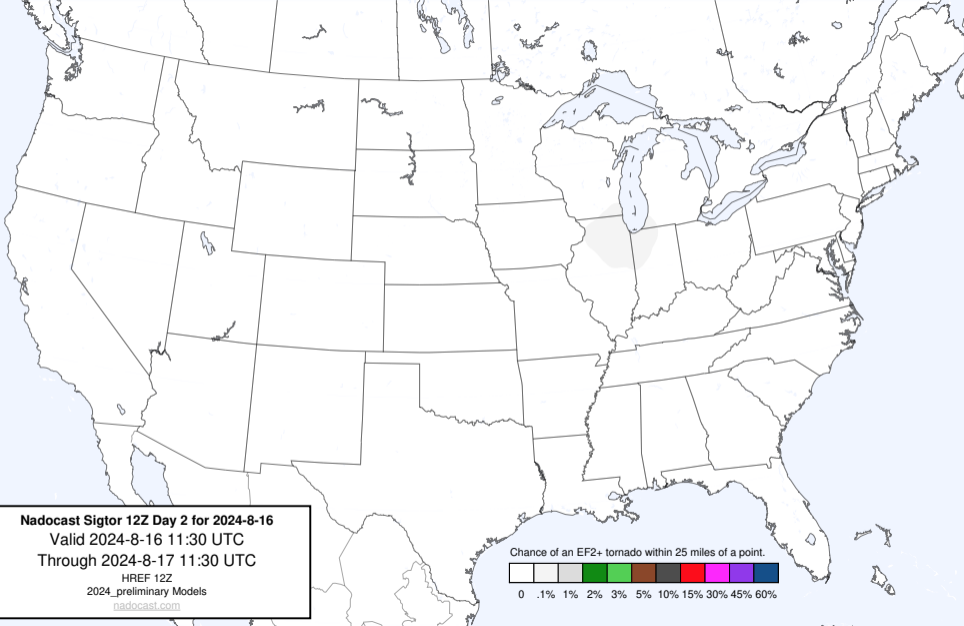 Nadocast Sigtor 12Z Day 2 for 2024-8-16
Valid 2024-8-16 11:30 UTC
Through 2024-8-17 11:30 UTC
HREF 12Z
2024_preliminary Models
nadocast.com
Chance of an EF2+ tornado within 25 miles of a point.
0 .1% 1% 2% 3% 5% 10% 15% 30% 45% 60%